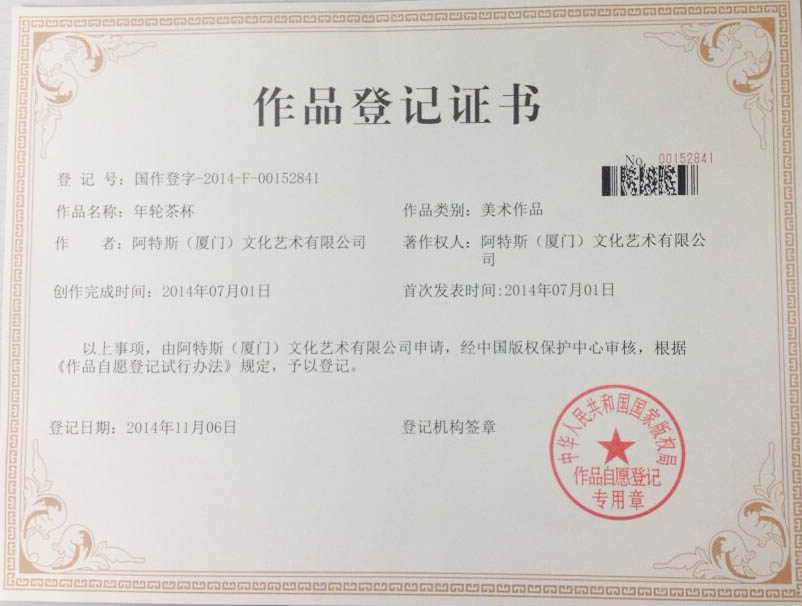 作品登记证书
No. 00152841
登 记 号：国作登字-2014-F-00152841
作品名称：年轮茶杯
作品类别：美术作品
作 者：阿特斯（厦门）文化艺术有限公司
著作权人：阿特斯（厦门）文化艺术有限公
司
创作完成时间：2014年07月01日
首次发表时间:2014年07月01日
以上事项，由阿特斯（厦门）文化艺术有限公司申请，经中国版权保护中心审核，根据
《作品自愿登记试行办法》规定，予以登记。
登记日期：2014年11月06日
登记机构签章
中华人民共和国国家版权局
作品自愿登记
专用章